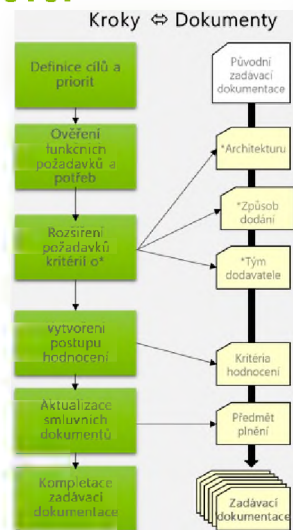 Kroky ⇔ Dokumenty
Definice cílů a
priorit
Ověření
funkčních
požadavků a
potřeb
Rozšíření
požadavků
kritérií o*
Vytvoření
postupu
hodnocení
Aktualizace
smluvních
dokumentů
Kompletace
zadávací
dokumentace
Původní
zadávací
dokumentace
*Architekturu
*Způsob
dodání
*Tým
dodavatele
Kritéria
hodnocení
Předmět
plnění
Zadávací
dokumentace